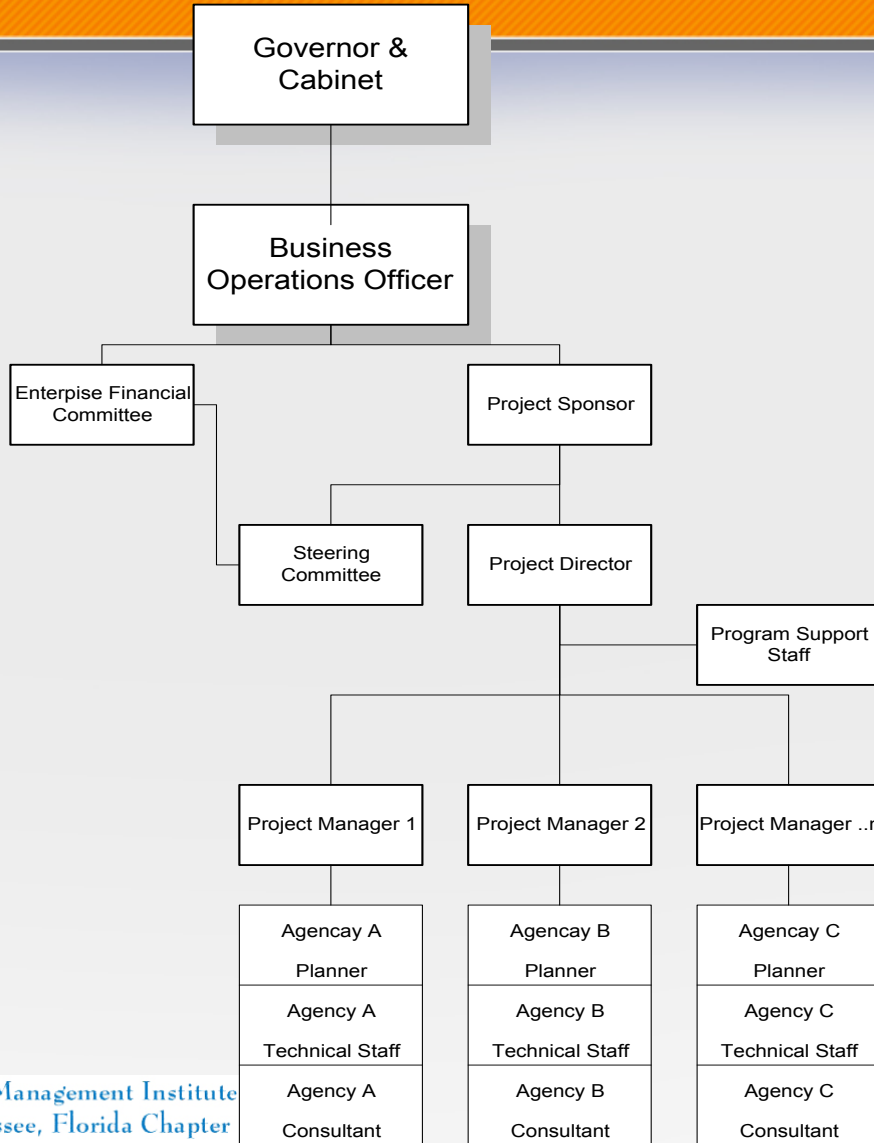 Governor &
Cabinet
Business
Operations Officer
Enterpise Financial
Committee
Project Sponsor
Steering
Committee
Project Director
Program Support
Staff
Project Manager 1
Project Manager 2
Project Manager ..
Agencay A
Planner
Agency A
Technical Staff
Agency A
Consultant
Agencay B
Planner
Agency B
Technical Staff
Agency B
Consultant
Agencay C
Planner
Agency C
Technical Staff
Agency C
Consultant
Management Institute
ssee, Florida Chapter